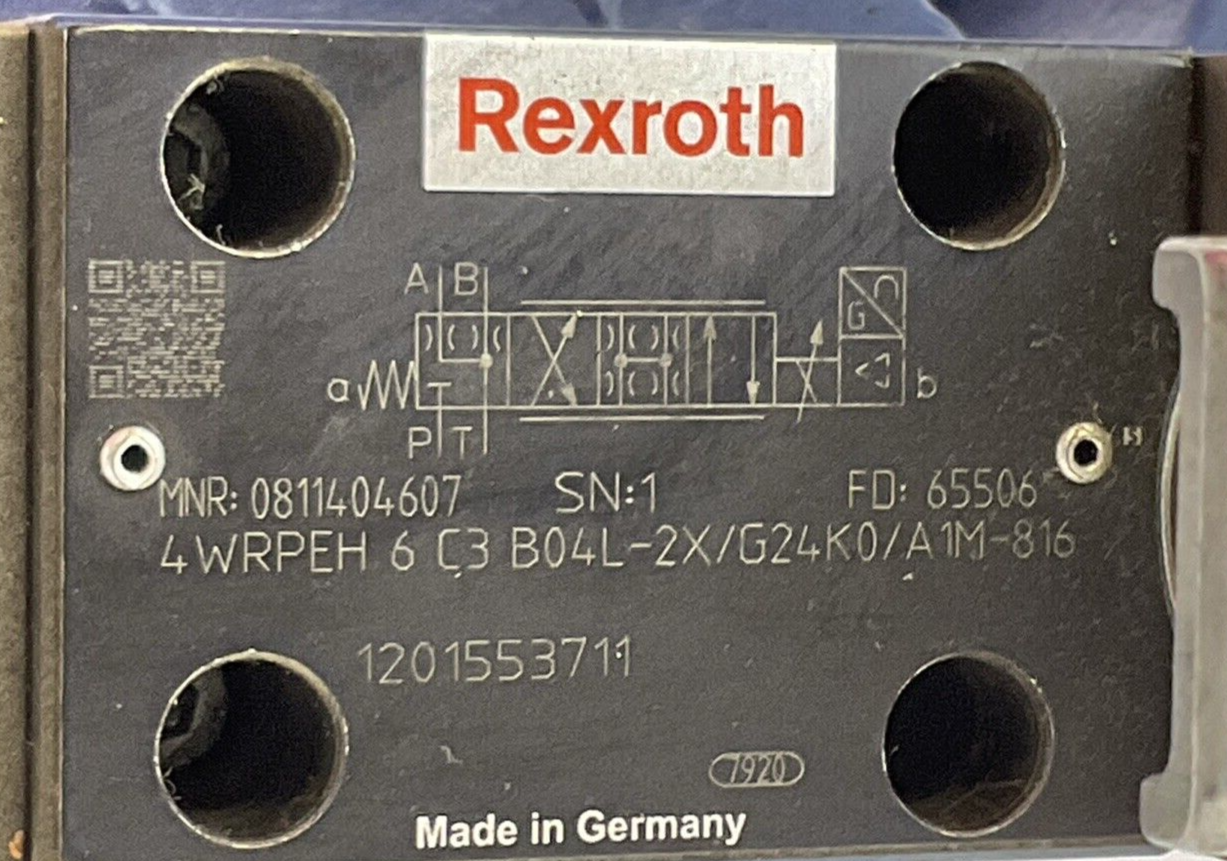 Rexroth
A B
G
a
b
P T
MNR: 0811404607 SN:1 FD: 65506
4WRPEH 6 C3 B04L-2X/G24K0/A1M-816
1201553711
7920
Made in Germany